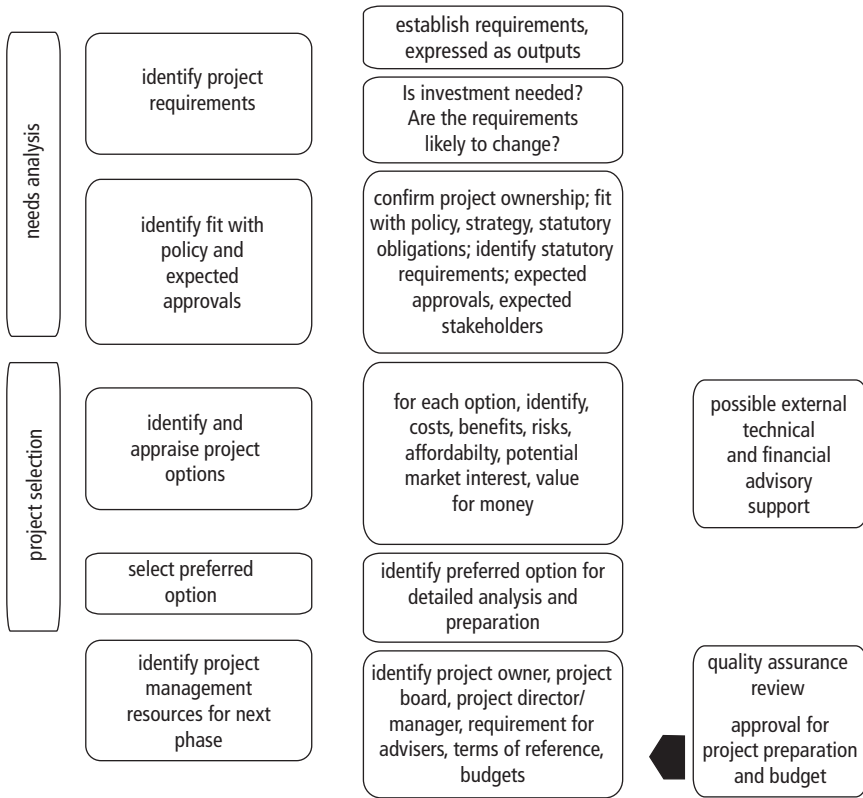 needs analysis
identify project
requirements
establish requirements,
expressed as outputs
Is investment needed?
Are the requirements
likely to change?
identify fit with
policy and
expected
approvals
confirm project ownership; fit
with policy, strategy, statutory
obligations; identify statutory
requirements; expected
approvals, expected
stakeholders
project selection
identify and
appraise project
options
for each option, identify,
costs, benefits, risks,
affordabilty, potential
market interest, value
for money
possible external
technical
and financial
advisory
support
select preferred
option
identify preferred option for
detailed analysis and
preparation
identify project
management
resources for next
phase
identify project owner, project
board, project director/
manager, requirement for
advisers, terms of reference,
budgets
quality assurance
review
approval for
project preparation
and budget